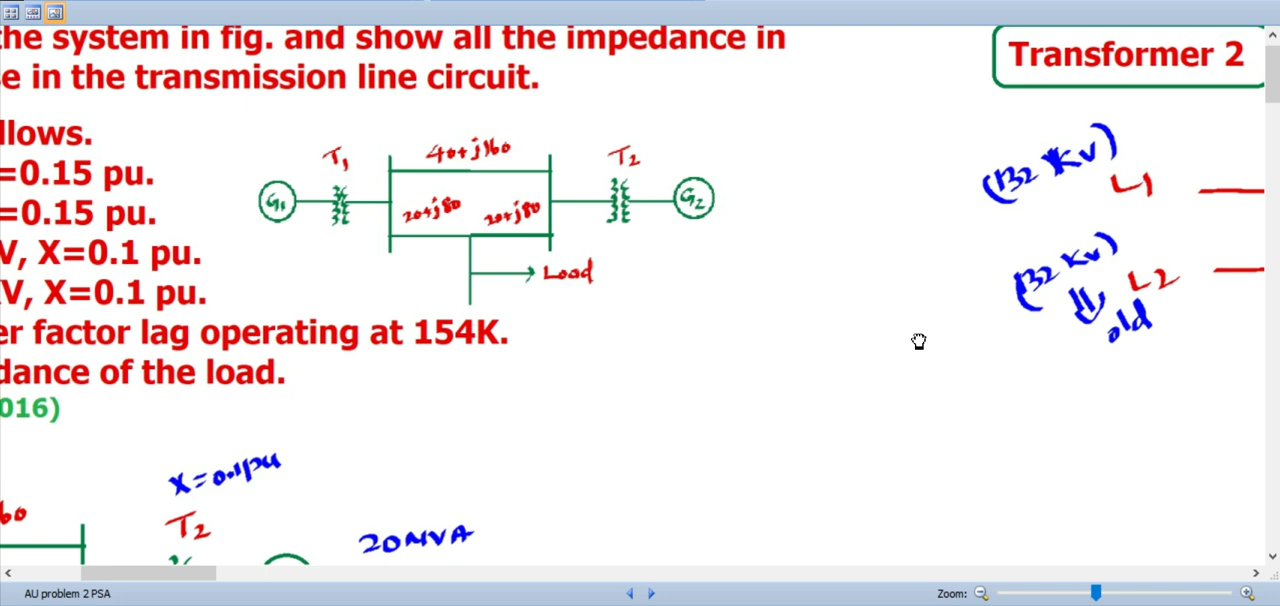 the system in fig. and show all the impedance in
e in the transmission line circuit.
Transformer 2
llows.
=0.15 pu.
=0.15 pu.
V, X=0.1 pu.
V, X=0.1 pu.
er factor lag operating at 154K.
dance of the load.
016)
T1
40+j160
T2
G1
20+j80
20+j80
G2
Load
(132 KV)
L1
(132 KV)
L2
old
X=0.1pu
60
T2
20MVA
AU problem 2 PSA
Zoom: